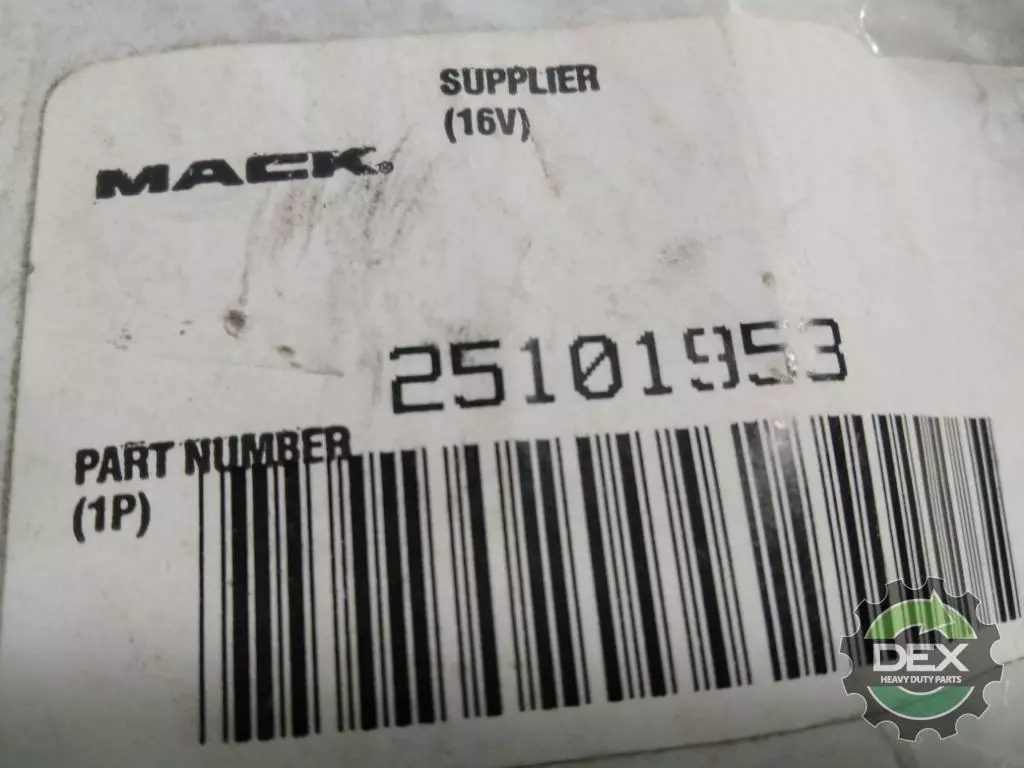 SUPPLIER
(16V)
MACK®
25101953
PART NUMBER
(1P)
DEX
HEAVY DUTY PARTS